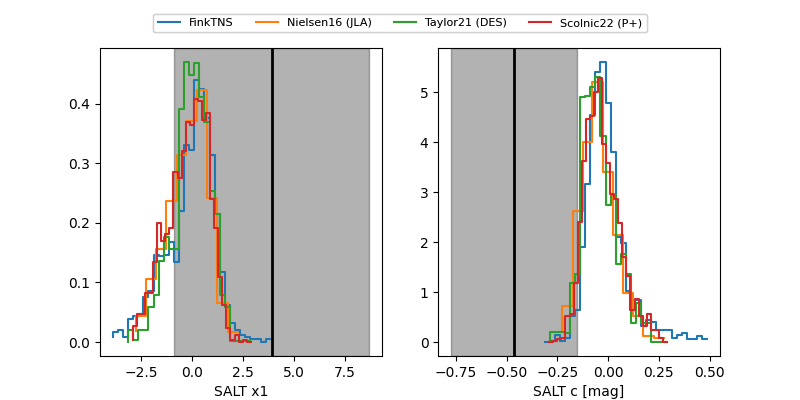 FinkTNS Nielsen16 (JLA) Taylor21 (DES) Scolnic22 (P+)
0.4
0.3
0.2
0.1
0.0
−2.5 0.0 2.5 5.0 7.5
SALT x1
5
4
3
2
1
0
−0.75 −0.50 −0.25 0.00 0.25 0.50
SALT c [mag]